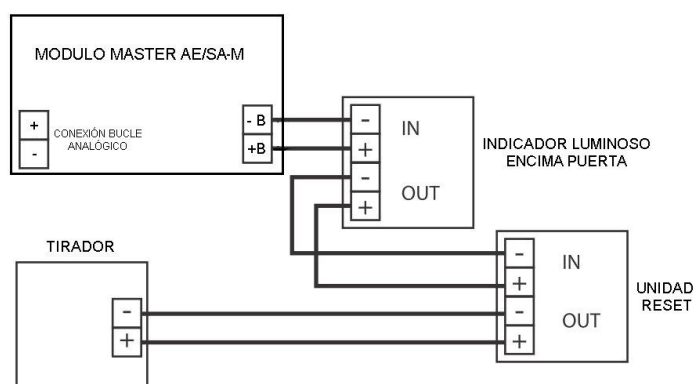 MODULO MASTER AE/SA-M
+
-
CONEXIÓN BUCLE
ANALÓGICO
- B
+B
-
+
-
+
IN
OUT
INDICADOR LUMINOSO
ENCIMA PUERTA
TIRADOR
-
+
-
+
-
+
IN
OUT
UNIDAD
RESET